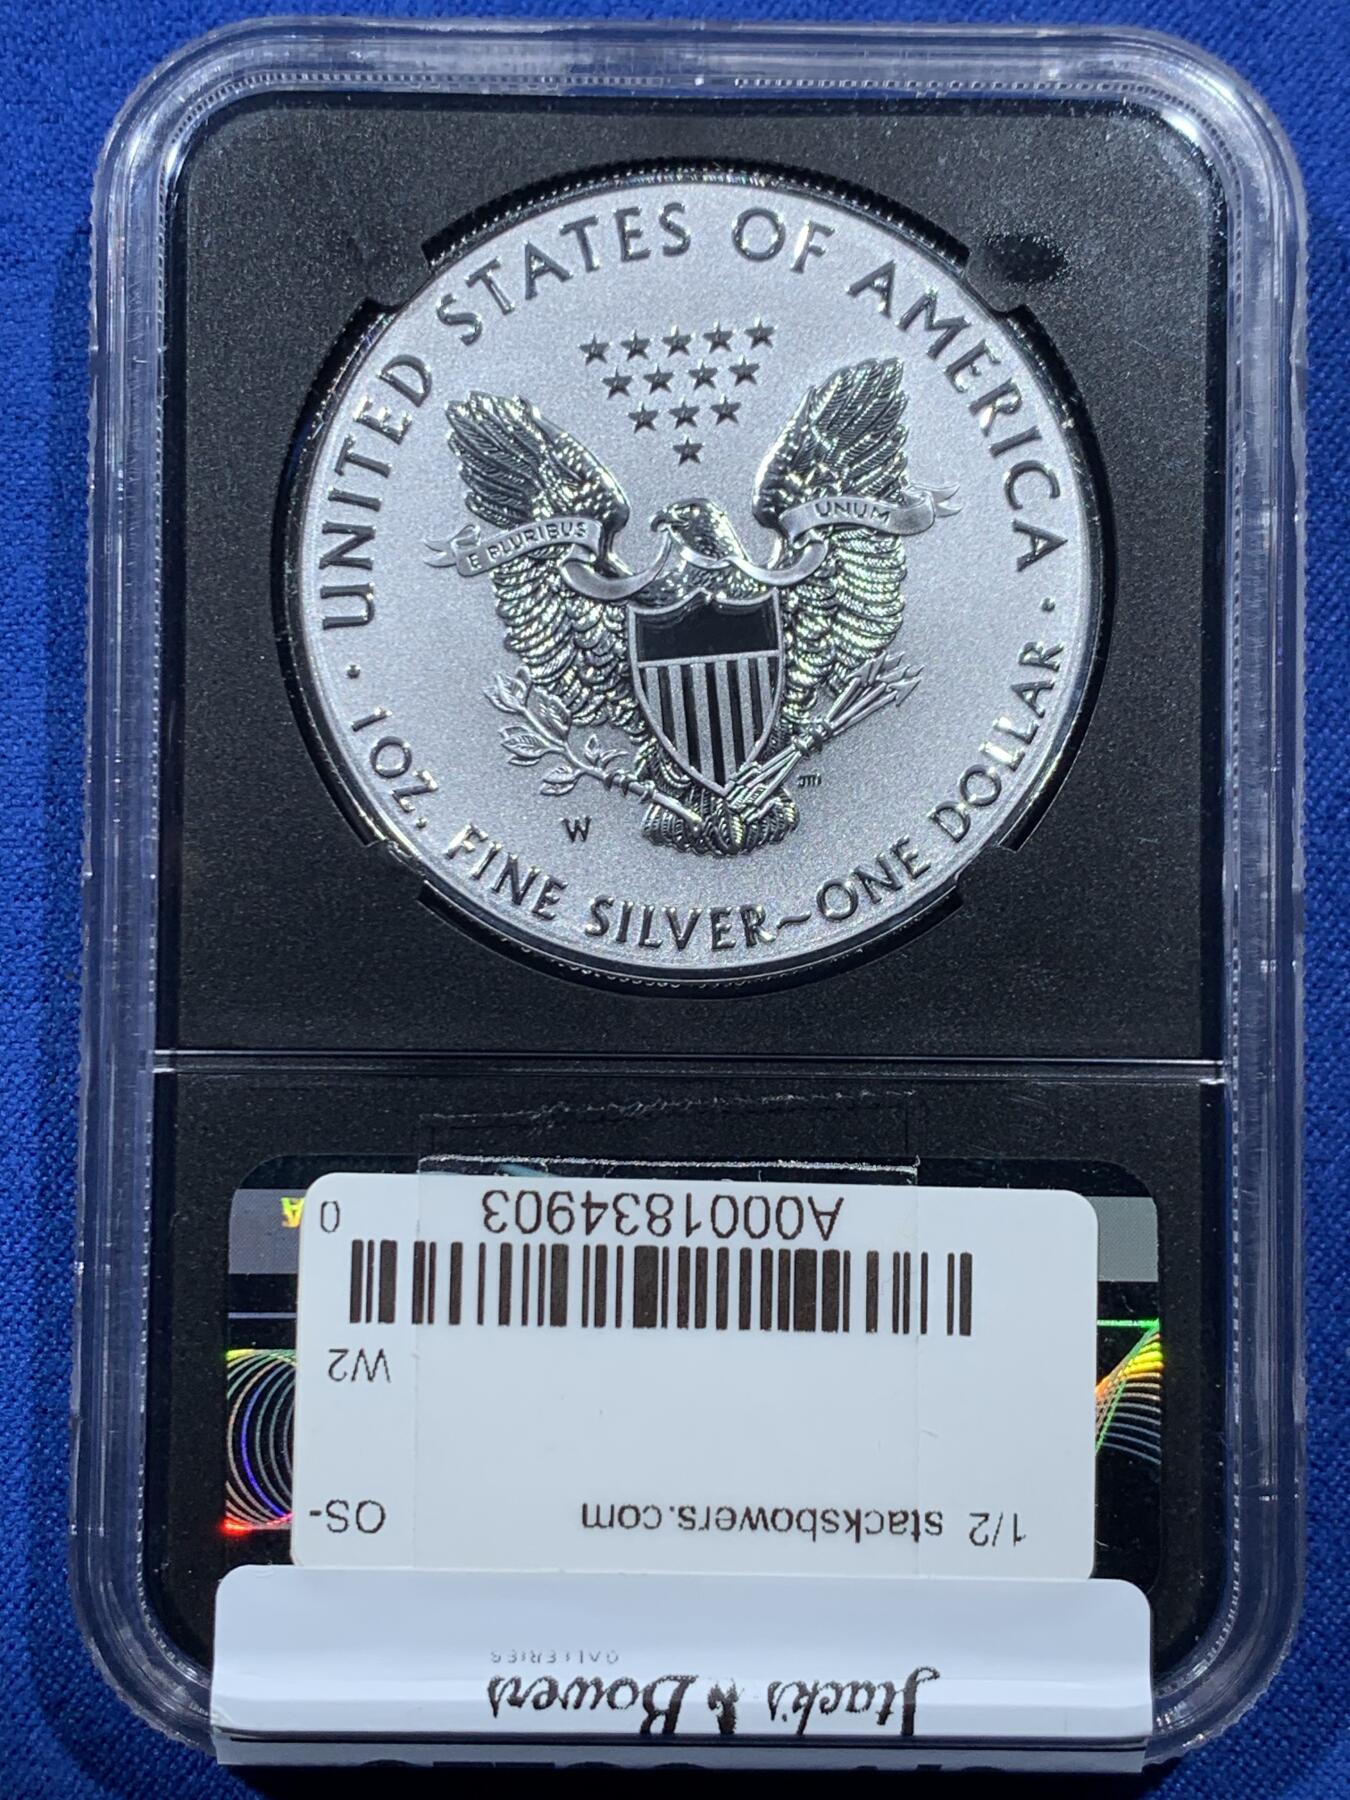 UNITED STATES OF AMERICA
E PLURIBUS UNUM
W
JM
1 OZ. FINE SILVER~ONE DOLLAR
A0001834903
0
W2
1/2 stacksbowers.com
OS-
Stack's Bowers
GALLERIES